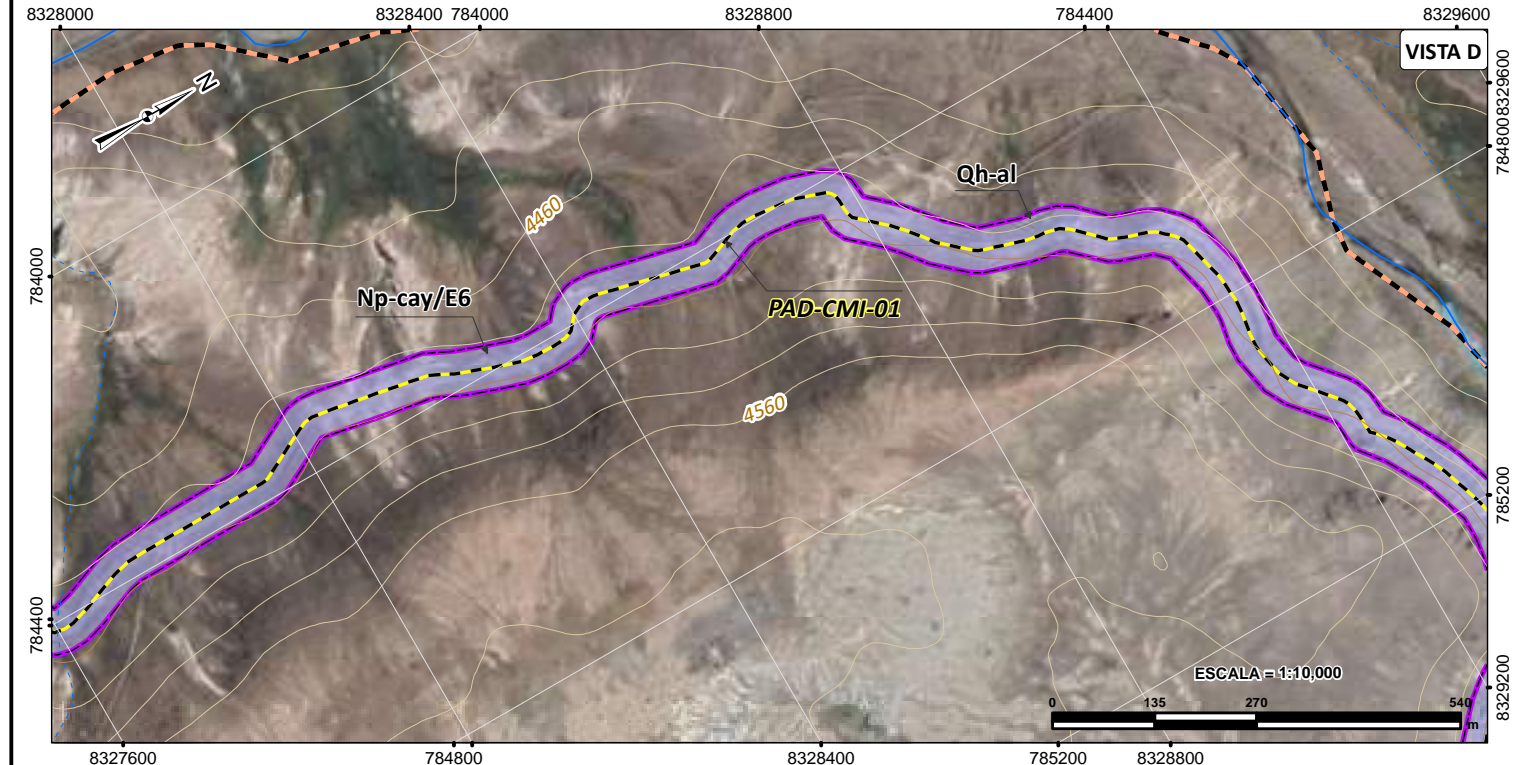 8328000 8328400 784000 8328800 784400 8329600
VISTA D
N
8329600
784800
Qh-al
4460
784000
Np-cay/E6
PAD-CMI-01
4560
785200
784400
ESCALA = 1:10,000
8329200
0 135 270 540
m
8327600 784800 8328400 785200 8328800